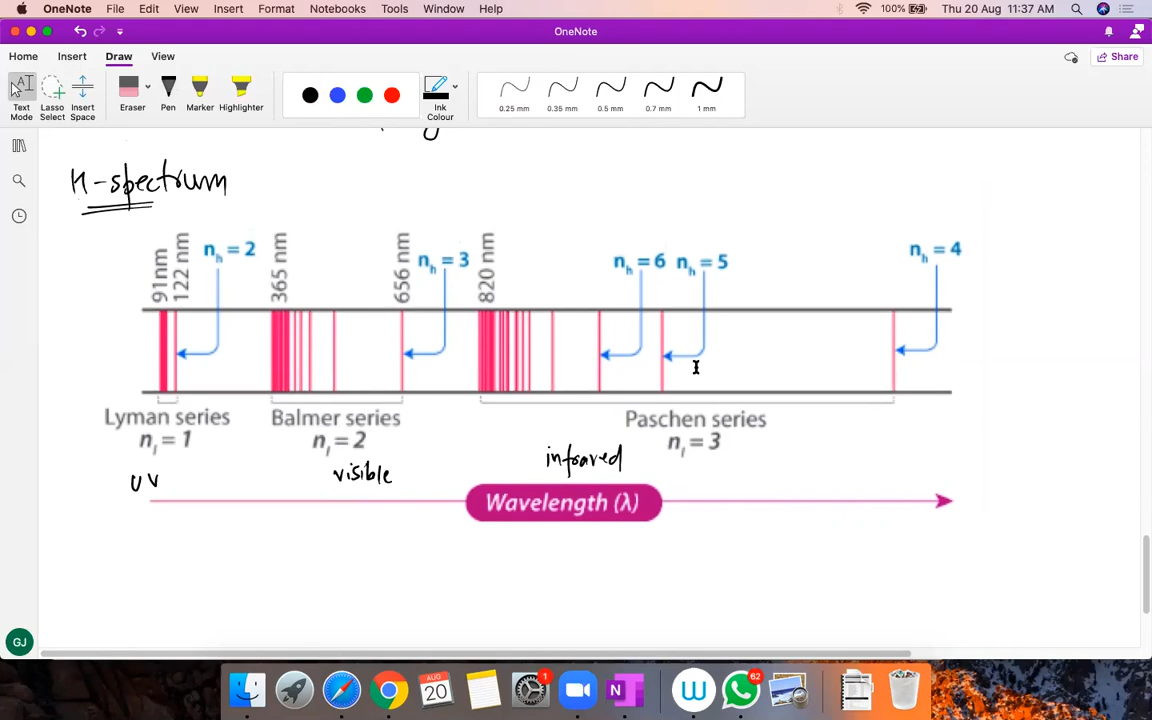 OneNote File Edit View Insert Format Notebooks Tools Window Help 100% Thu 20 Aug 11:37 AM
OneNote
Home Insert Draw View Share
Text Mode
Lasso Select
Insert Space
Eraser
Pen
Marker
Highlighter
Ink Colour
0.25 mm 0.35 mm 0.5 mm 0.7 mm 1 mm
H-spectrum
91nm 122 nm nh = 2 365 nm 656 nm nh = 3 820 nm nh = 6 nh = 5 nh = 4
Lyman series Balmer series Paschen series
nl = 1 nl = 2 nl = 3
UV visible infrared
Wavelength (λ)
GJ
AUG 20 1 W 62